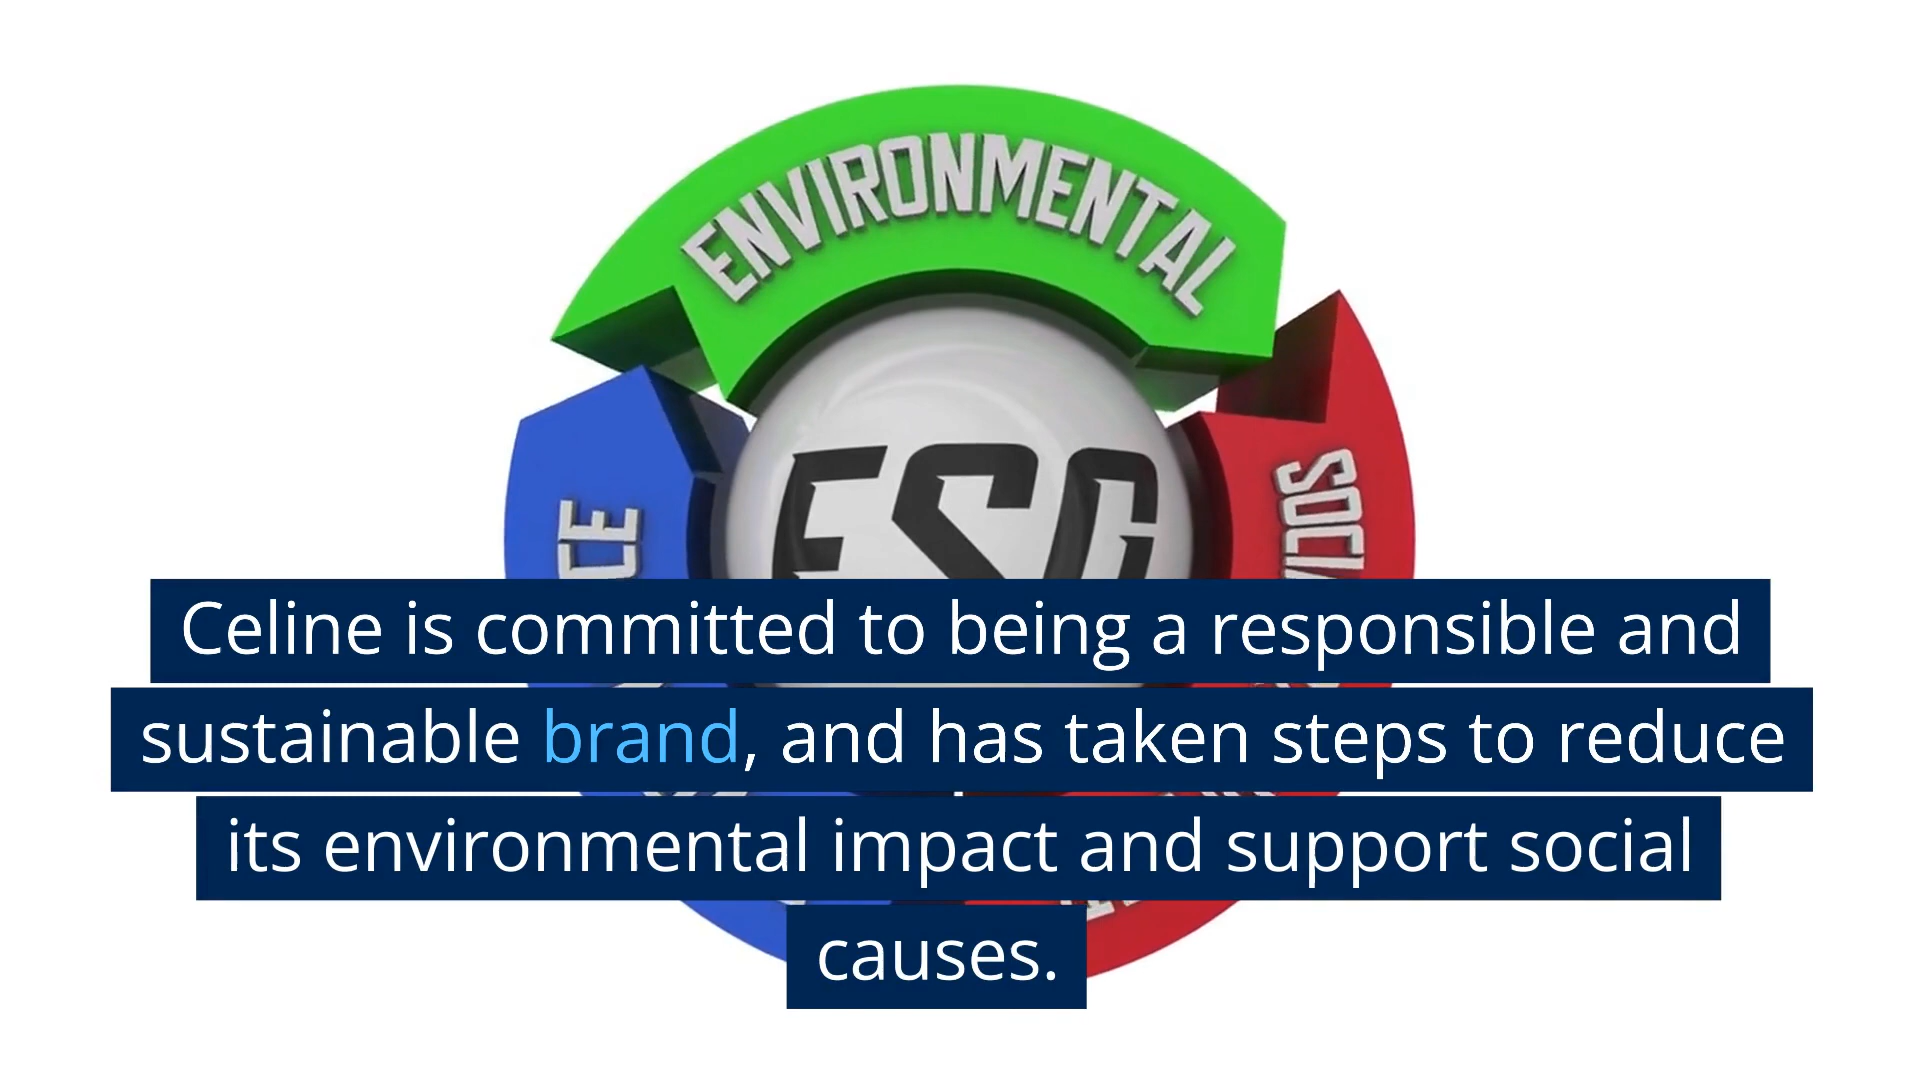 ENVIRONMENTAL
ESG
Celine is committed to being a responsible and
sustainable brand, and has taken steps to reduce
its environmental impact and support social
causes.